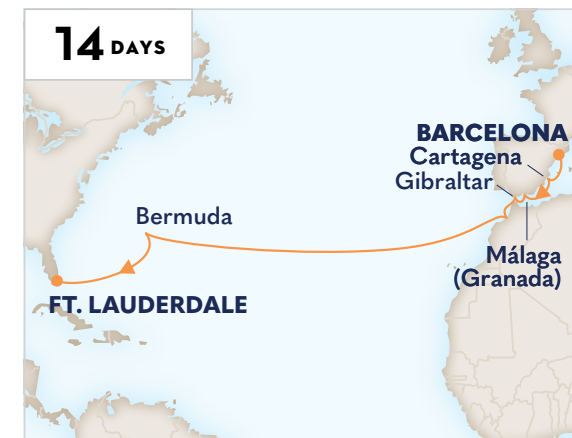 14 DAYS
BARCELONA
Cartagena
Gibraltar
Bermuda
Málaga
(Granada)
FT. LAUDERDALE